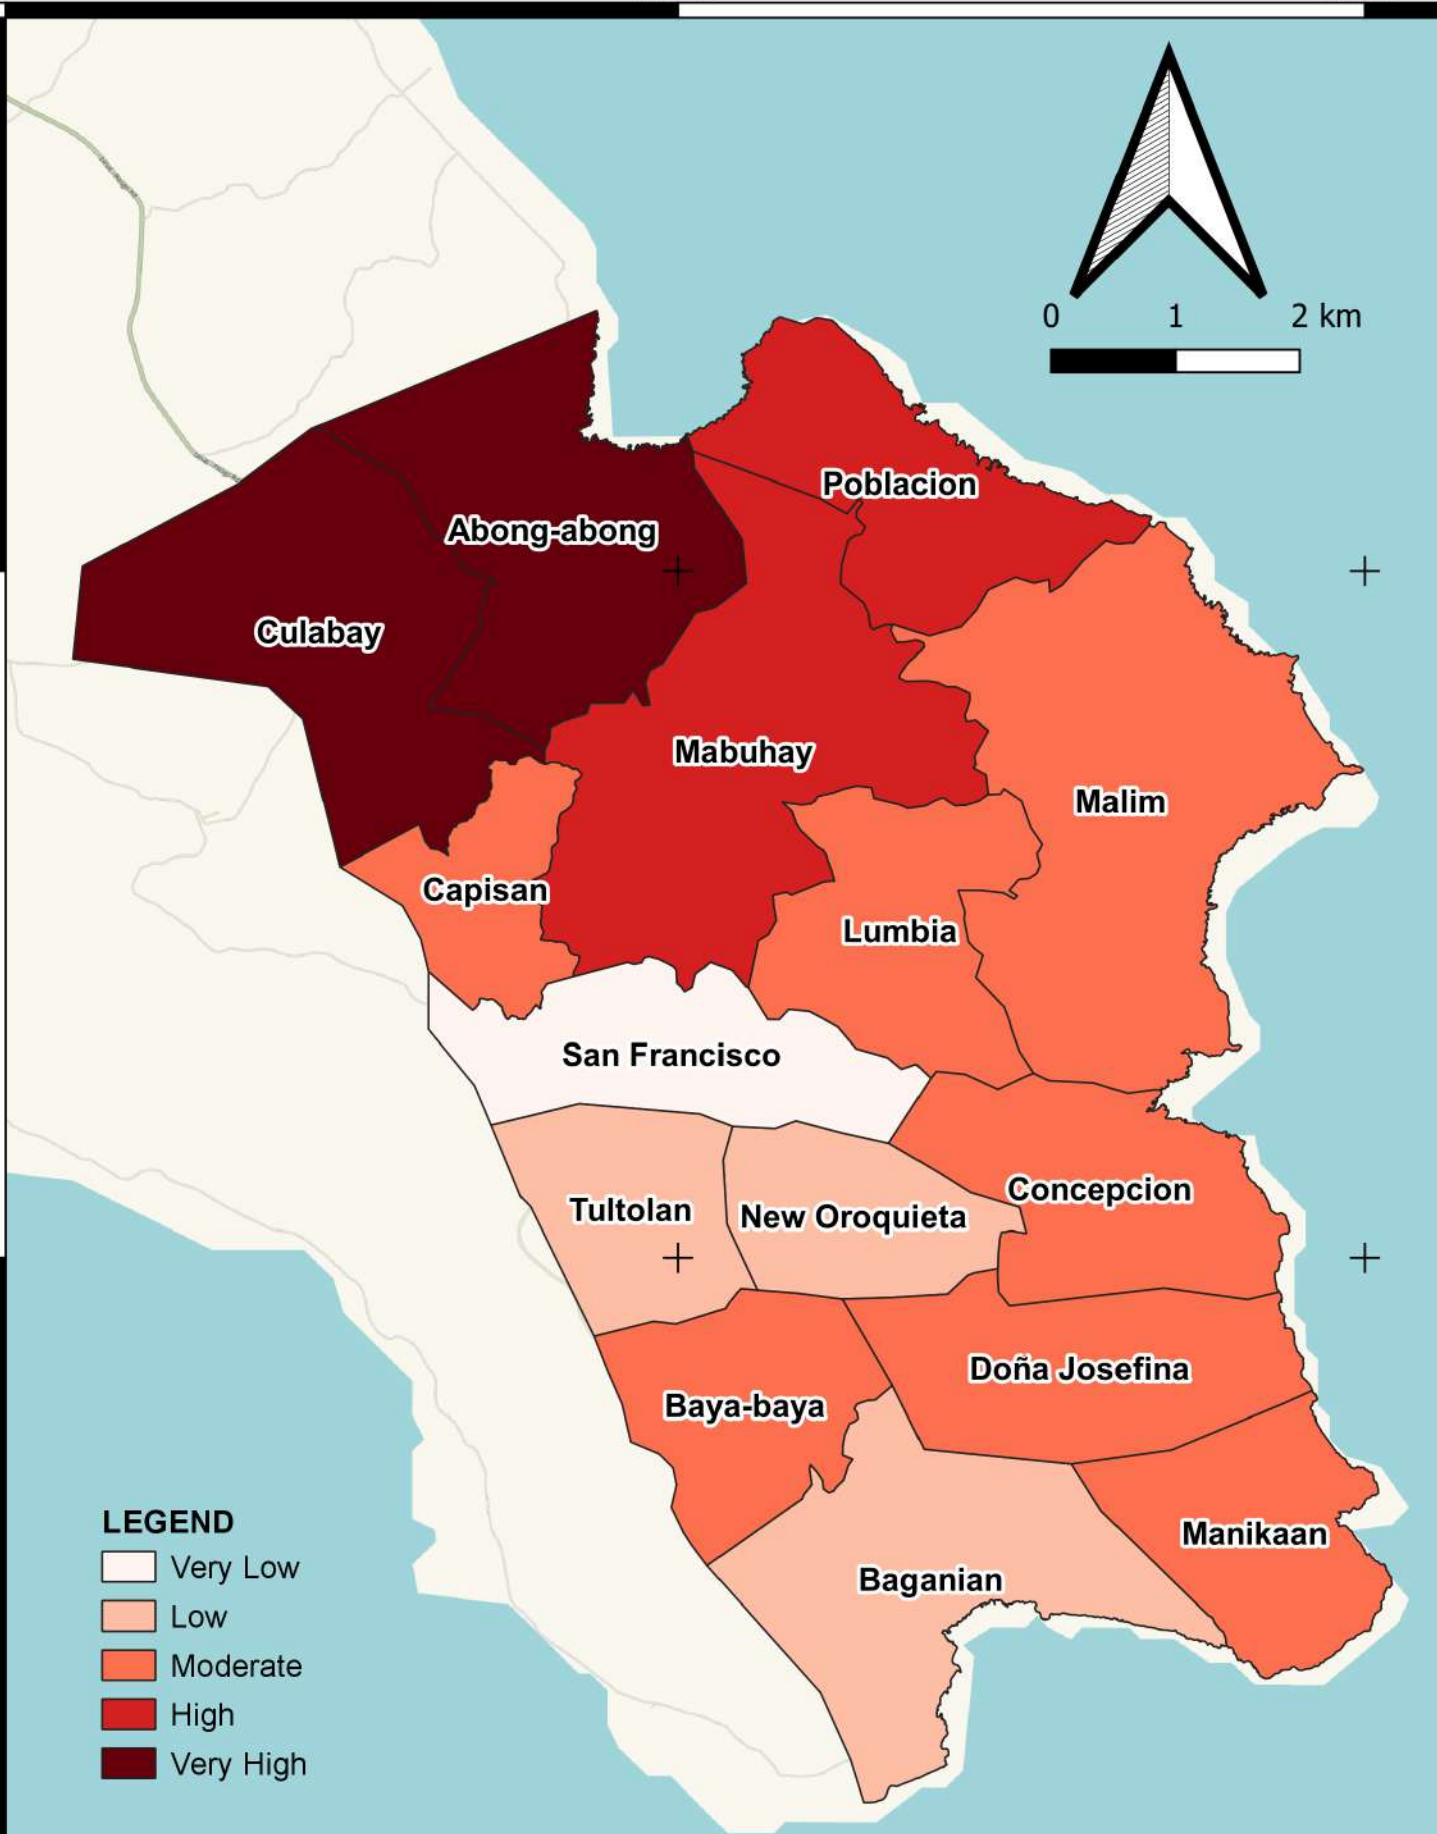 0 1 2 km
Poblacion
Abong-abong
Culabay
Mabuhay
Malim
Capisan
Lumbia
San Francisco
Concepcion
Tultolan
New Oroquieta
Doña Josefina
Baya-baya
Manikaan
Baganian
LEGEND
Very Low
Low
Moderate
High
Very High